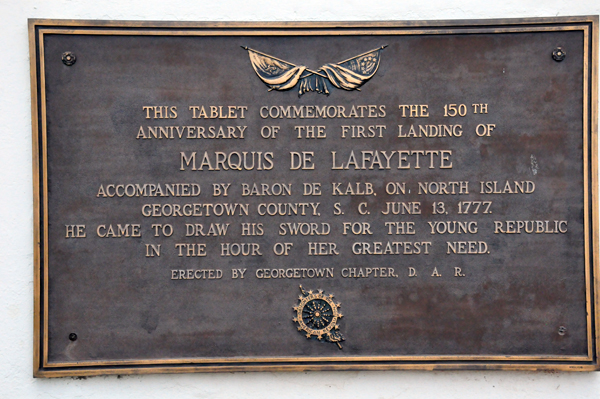 THIS TABLET COMMEMORATES THE 150TH
ANNIVERSARY OF THE FIRST LANDING OF
MARQUIS DE LAFAYETTE
ACCOMPANIED BY BARON DE KALB, ON, NORTH ISLAND
GEORGETOWN COUNTY, S. C. JUNE 13, 1777.
HE CAME TO DRAW HIS SWORD FOR THE YOUNG REPUBLIC
IN THE HOUR OF HER GREATEST NEED.
ERECTED BY GEORGETOWN CHAPTER, D. A. R.